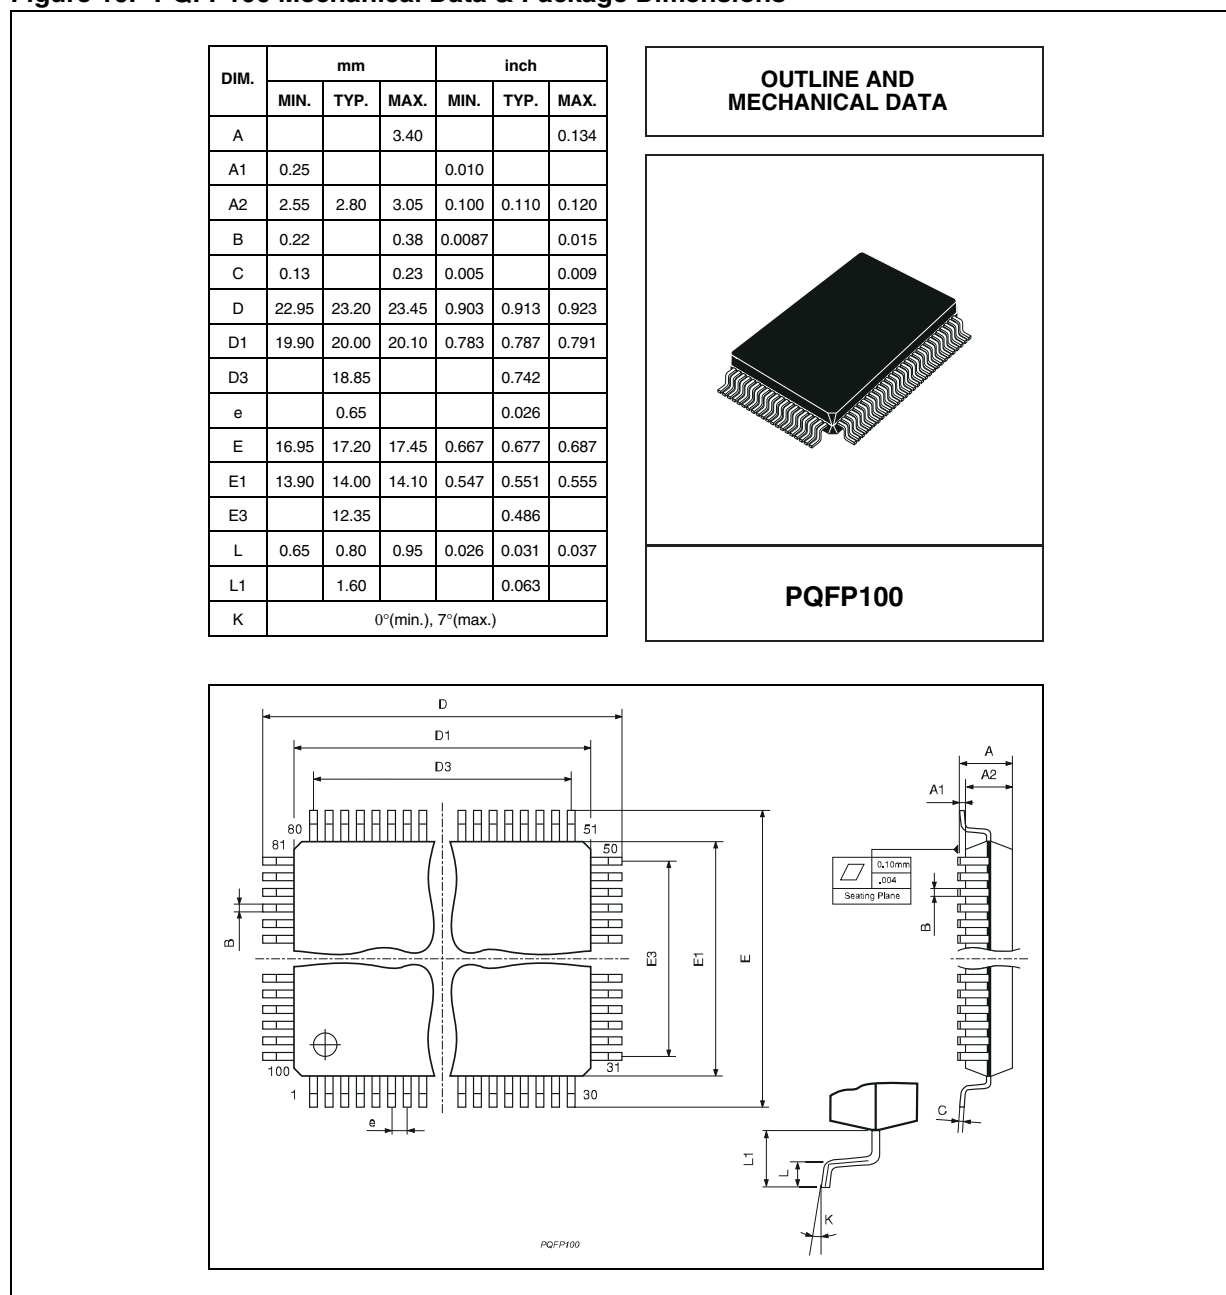 DIM. mm inch
MIN. TYP. MAX. MIN. TYP. MAX.
A 3.40 0.134
A1 0.25 0.010
A2 2.55 2.80 3.05 0.100 0.110 0.120
B 0.22 0.38 0.0087 0.015
C 0.13 0.23 0.005 0.009
D 22.95 23.20 23.45 0.903 0.913 0.923
D1 19.90 20.00 20.10 0.783 0.787 0.791
D3 18.85 0.742
e 0.65 0.026
E 16.95 17.20 17.45 0.667 0.677 0.687
E1 13.90 14.00 14.10 0.547 0.551 0.555
E3 12.35 0.486
L 0.65 0.80 0.95 0.026 0.031 0.037
L1 1.60 0.063
K 0°(min.), 7°(max.)
OUTLINE AND
MECHANICAL DATA
PQFP100
D
D1
D3
A
A2
A1
80
51
81
50
0.10mm
.004
Seating Plane
B
E3
E1
E
B
100
31
1
30
e
C
L1
L
K
PQFP100